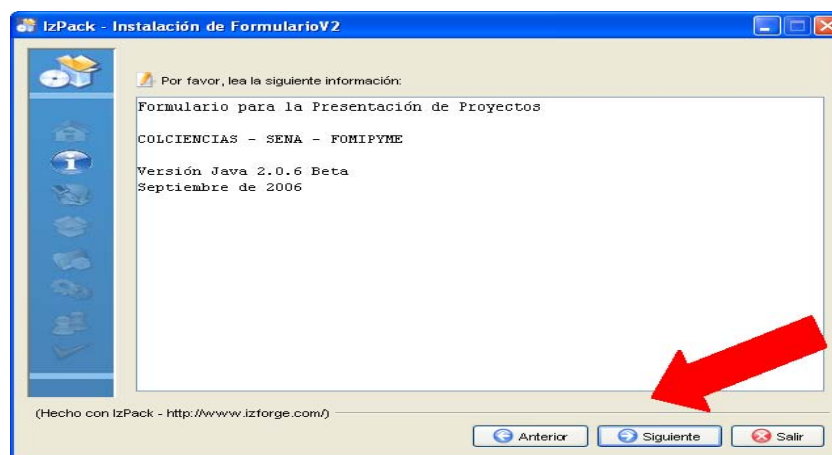 IzPack - Instalación de FormularioV2
Por favor, lea la siguiente información:
Formulario para la Presentación de Proyectos
COLCIENCIAS - SENA - FOMIPYME
Versión Java 2.0.6 Beta
Septiembre de 2006
(Hecho con IzPack - http://www.izforge.com/)
Anterior Siguiente Salir